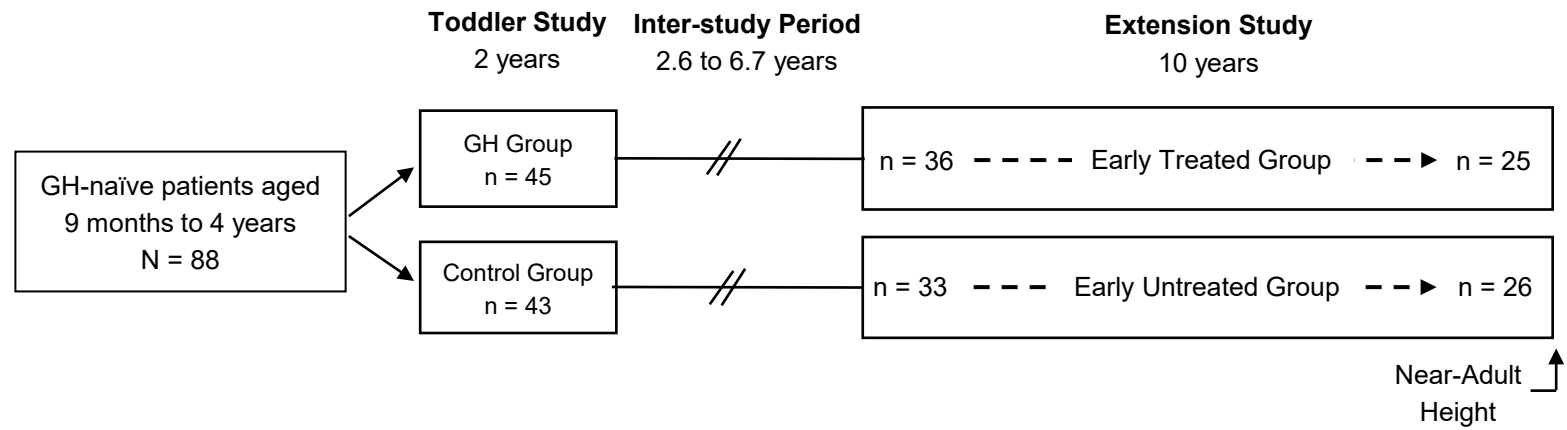 Toddler Study
2 years
Inter-study Period
2.6 to 6.7 years
Extension Study
10 years
GH-naïve patients aged
9 months to 4 years
N = 88
GH Group
n = 45
n = 36 Early Treated Group n = 25
Control Group
n = 43
n = 33 Early Untreated Group n = 26
Near-Adult
Height